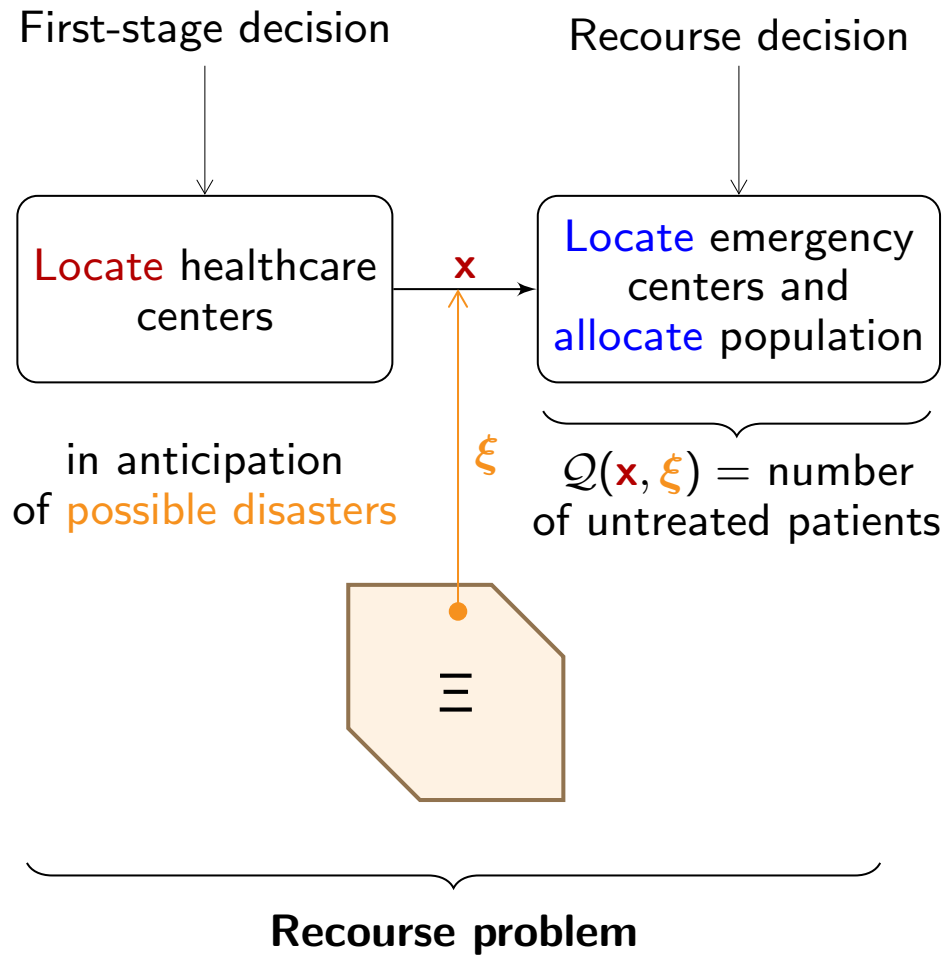 First-stage decision
Recourse decision
Locate healthcare
centers
x
Locate emergency
centers and
allocate population
in anticipation
of possible disasters
ξ
𝒬(x, ξ) = number
of untreated patients
Ξ
Recourse problem